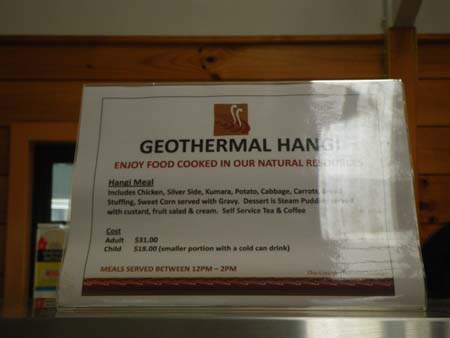 GEOTHERMAL HANGI
ENJOY FOOD COOKED IN OUR NATURAL RESOURCES
Hangi Meal
Includes Chicken, Silver Side, Kumara, Potato, Cabbage, Carrots,
Stuffing, Sweet Corn served with Gravy. Dessert is Steam Pudding served
with custard, fruit salad & cream. Self Service Tea & Coffee
Cost
Adult $31.00
Child $18.00 (smaller portion with a cold can drink)
MEALS SERVED BETWEEN 12PM – 2PM